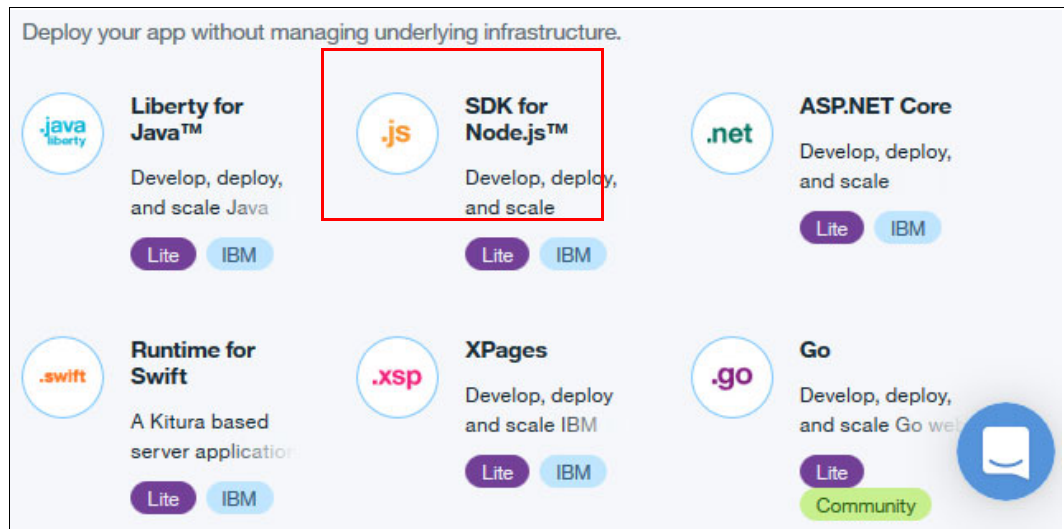 Deploy your app without managing underlying infrastructure.
.java
liberty
Liberty for
Java™
Develop, deploy,
and scale Java
Lite IBM
.js
SDK for
Node.js™
Develop, deploy,
and scale
Lite IBM
.net
ASP.NET Core
Develop, deploy,
and scale
Lite IBM
.swift
Runtime for
Swift
A Kitura based
server application
Lite IBM
.xsp
XPages
Develop, deploy
and scale IBM
Lite IBM
.go
Go
Develop, deploy,
and scale Go web
Lite
Community